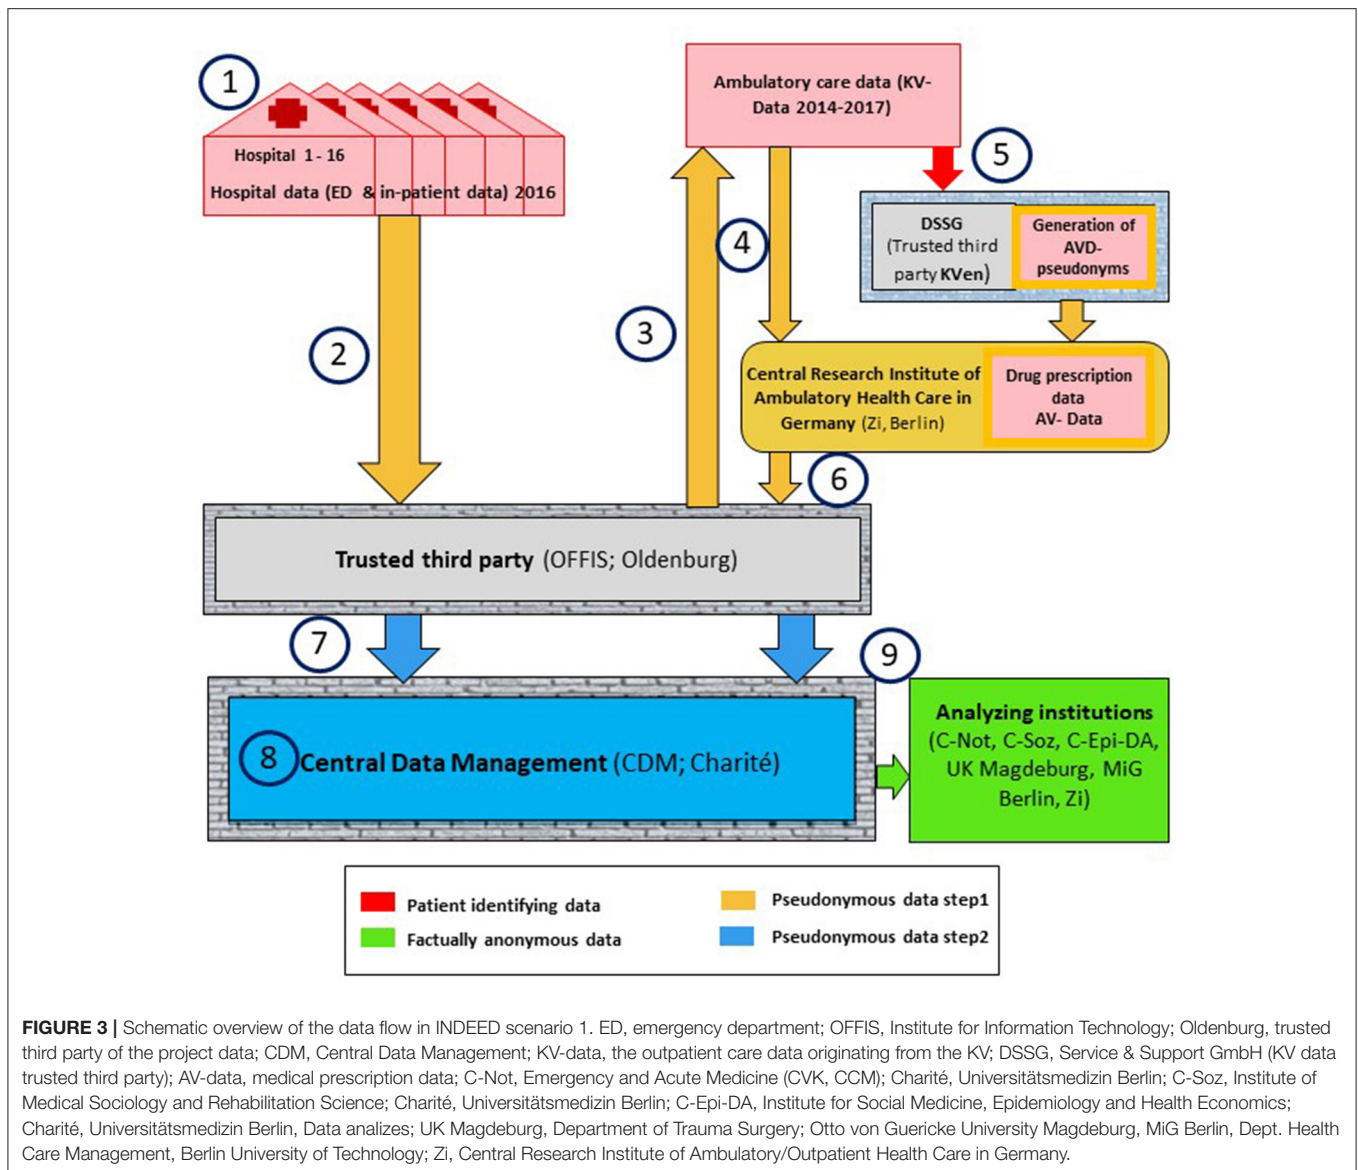 1
Hospital 1 - 16
Hospital data (ED & in-patient data) 2016
2
3
Ambulatory care data (KV-
Data 2014-2017)
4
5
DSSG
(Trusted third
party KVen)
Generation of
AVD-
pseudonyms
Central Research Institute of
Ambulatory Health Care in
Germany (Zi, Berlin)
Drug prescription
data
AV- Data
6
Trusted third party (OFFIS; Oldenburg)
7
8
Central Data Management (CDM; Charité)
9
Analyzing institutions
(C-Not, C-Soz, C-Epi-DA,
UK Magdeburg, MiG
Berlin, Zi)
Patient identifying data
Pseudonymous data step1
Factually anonymous data
Pseudonymous data step2
FIGURE 3 | Schematic overview of the data flow in INDEED scenario 1. ED, emergency department; OFFIS, Institute for Information Technology; Oldenburg, trusted
third party of the project data; CDM, Central Data Management; KV-data, the outpatient care data originating from the KV; DSSG, Service & Support GmbH (KV data
trusted third party); AV-data, medical prescription data; C-Not, Emergency and Acute Medicine (CVK, CCM); Charité, Universitätsmedizin Berlin; C-Soz, Institute of
Medical Sociology and Rehabilitation Science; Charité, Universitätsmedizin Berlin; C-Epi-DA, Institute for Social Medicine, Epidemiology and Health Economics;
Charité, Universitätsmedizin Berlin, Data analizes; UK Magdeburg, Department of Trauma Surgery; Otto von Guericke University Magdeburg, MiG Berlin, Dept. Health
Care Management, Berlin University of Technology; Zi, Central Research Institute of Ambulatory/Outpatient Health Care in Germany.